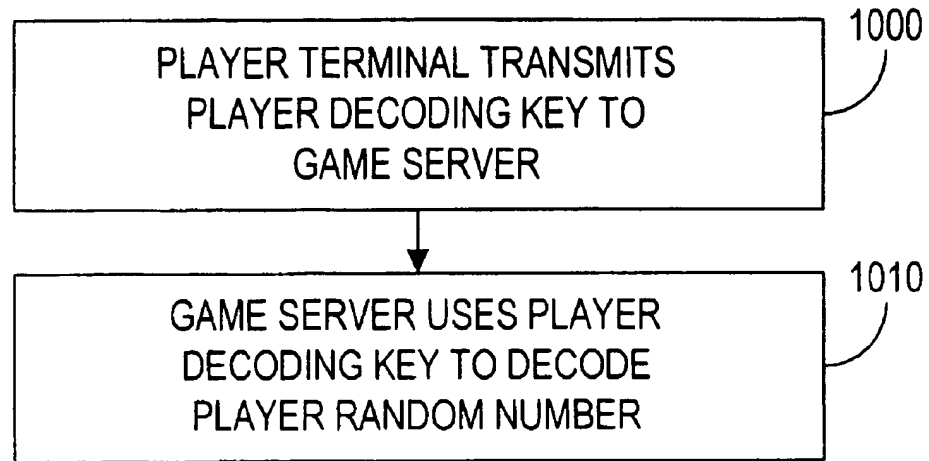 1000
PLAYER TERMINAL TRANSMITS
PLAYER DECODING KEY TO
GAME SERVER
1010
GAME SERVER USES PLAYER
DECODING KEY TO DECODE
PLAYER RANDOM NUMBER